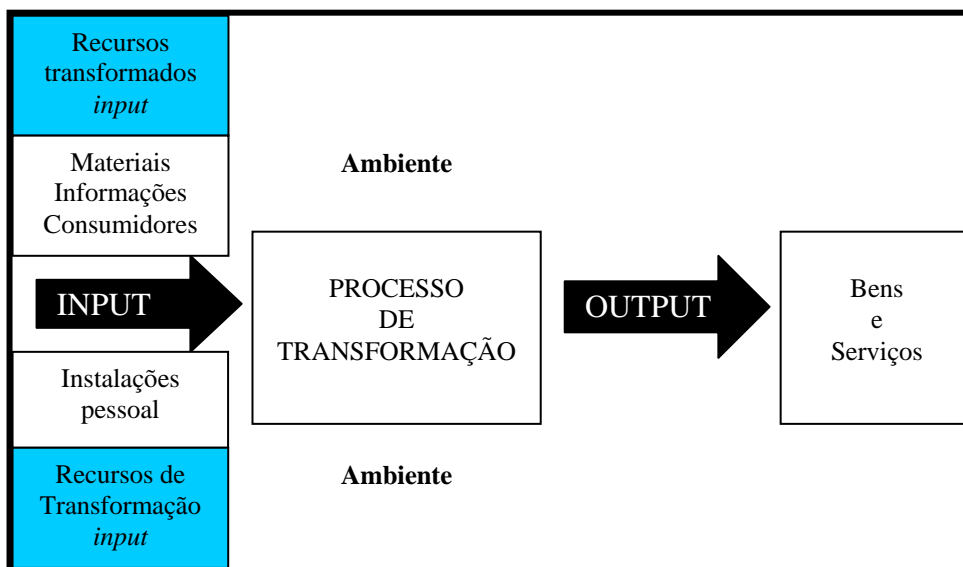 Recursos
transformados
input
Materiais
Informações
Consumidores
Ambiente
INPUT
PROCESSO
DE
TRANSFORMAÇÃO
OUTPUT
Bens
e
Serviços
Instalações
pessoal
Recursos de
Transformação
input
Ambiente